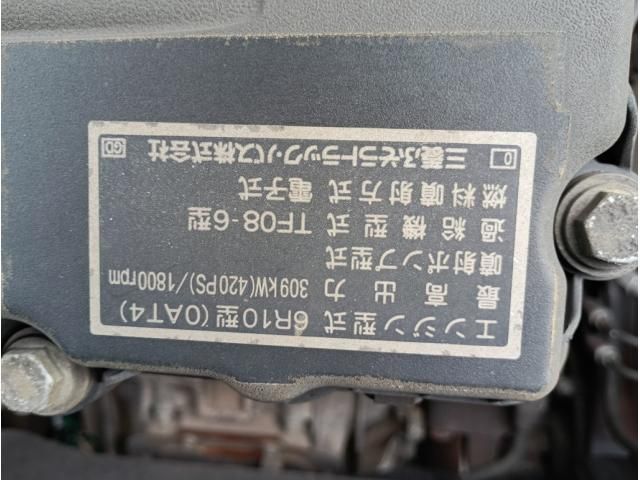 エンジン型式 6R10型(0AT4)
最高出力 309kW(420PS)/1800rpm
噴射ポンプ型式
過給機型式 TF08-6型
燃料噴射方式 電子式
0 三菱ふそうトラック・バス株式会社 GD